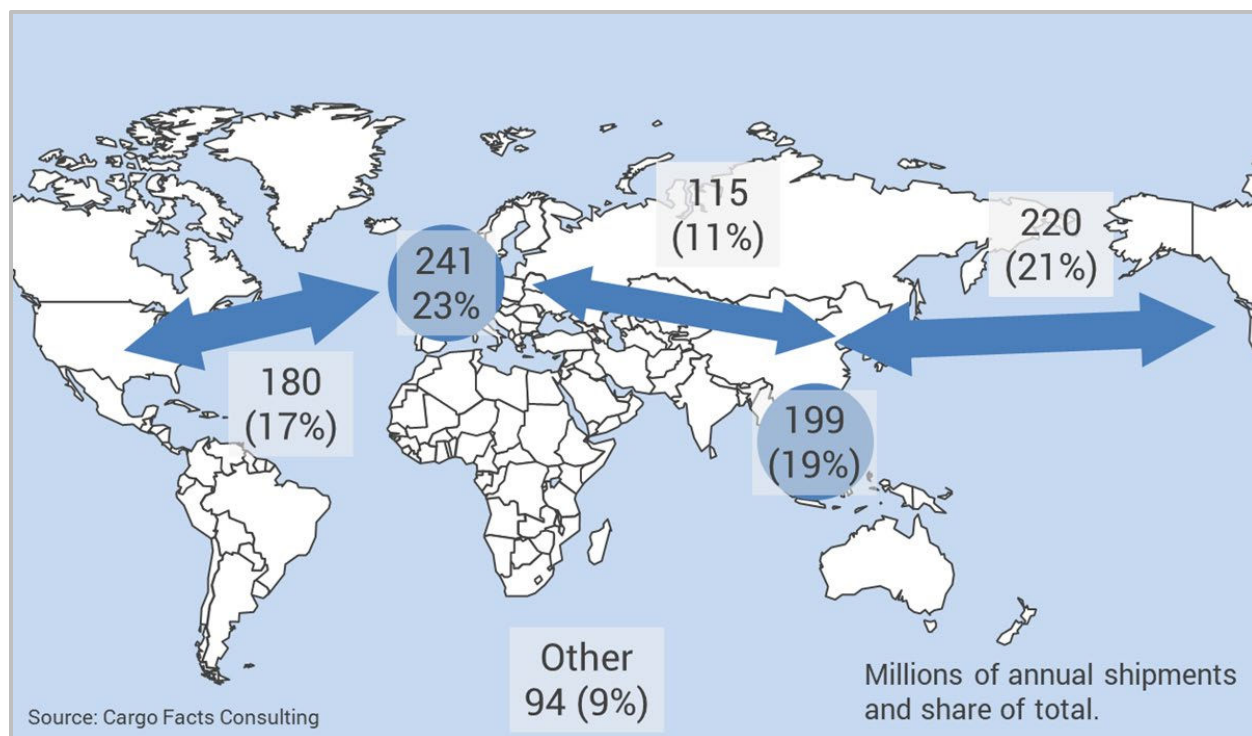 115
(11%)
220
(21%)
241
23%
180
(17%)
199
(19%)
Other
94 (9%)
Millions of annual shipments
and share of total.
Source: Cargo Facts Consulting